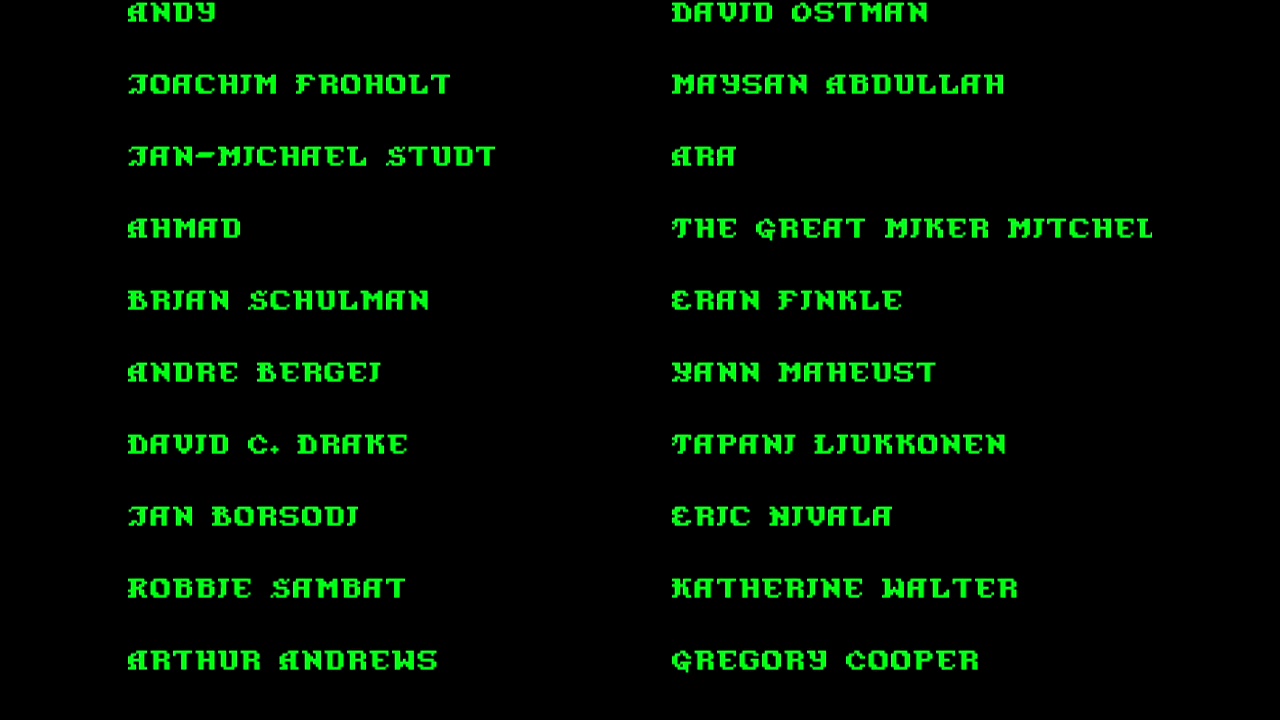 ANDY
DAVID OSTMAN
JOACHIM FROHOLT
MAYSAN ABDULLAH
JAN-MICHAEL STUDT
ARA
AHMAD
THE GREAT MIKER MITCHEL
BRIAN SCHULMAN
ERAN FINKLE
ANDRE BERGEI
YANN MAHEUST
DAVID C. DRAKE
TAPANI LIUKKONEN
JAN BORSODI
ERIC NIVALA
ROBBIE SAMBAT
KATHERINE WALTER
ARTHUR ANDREWS
GREGORY COOPER